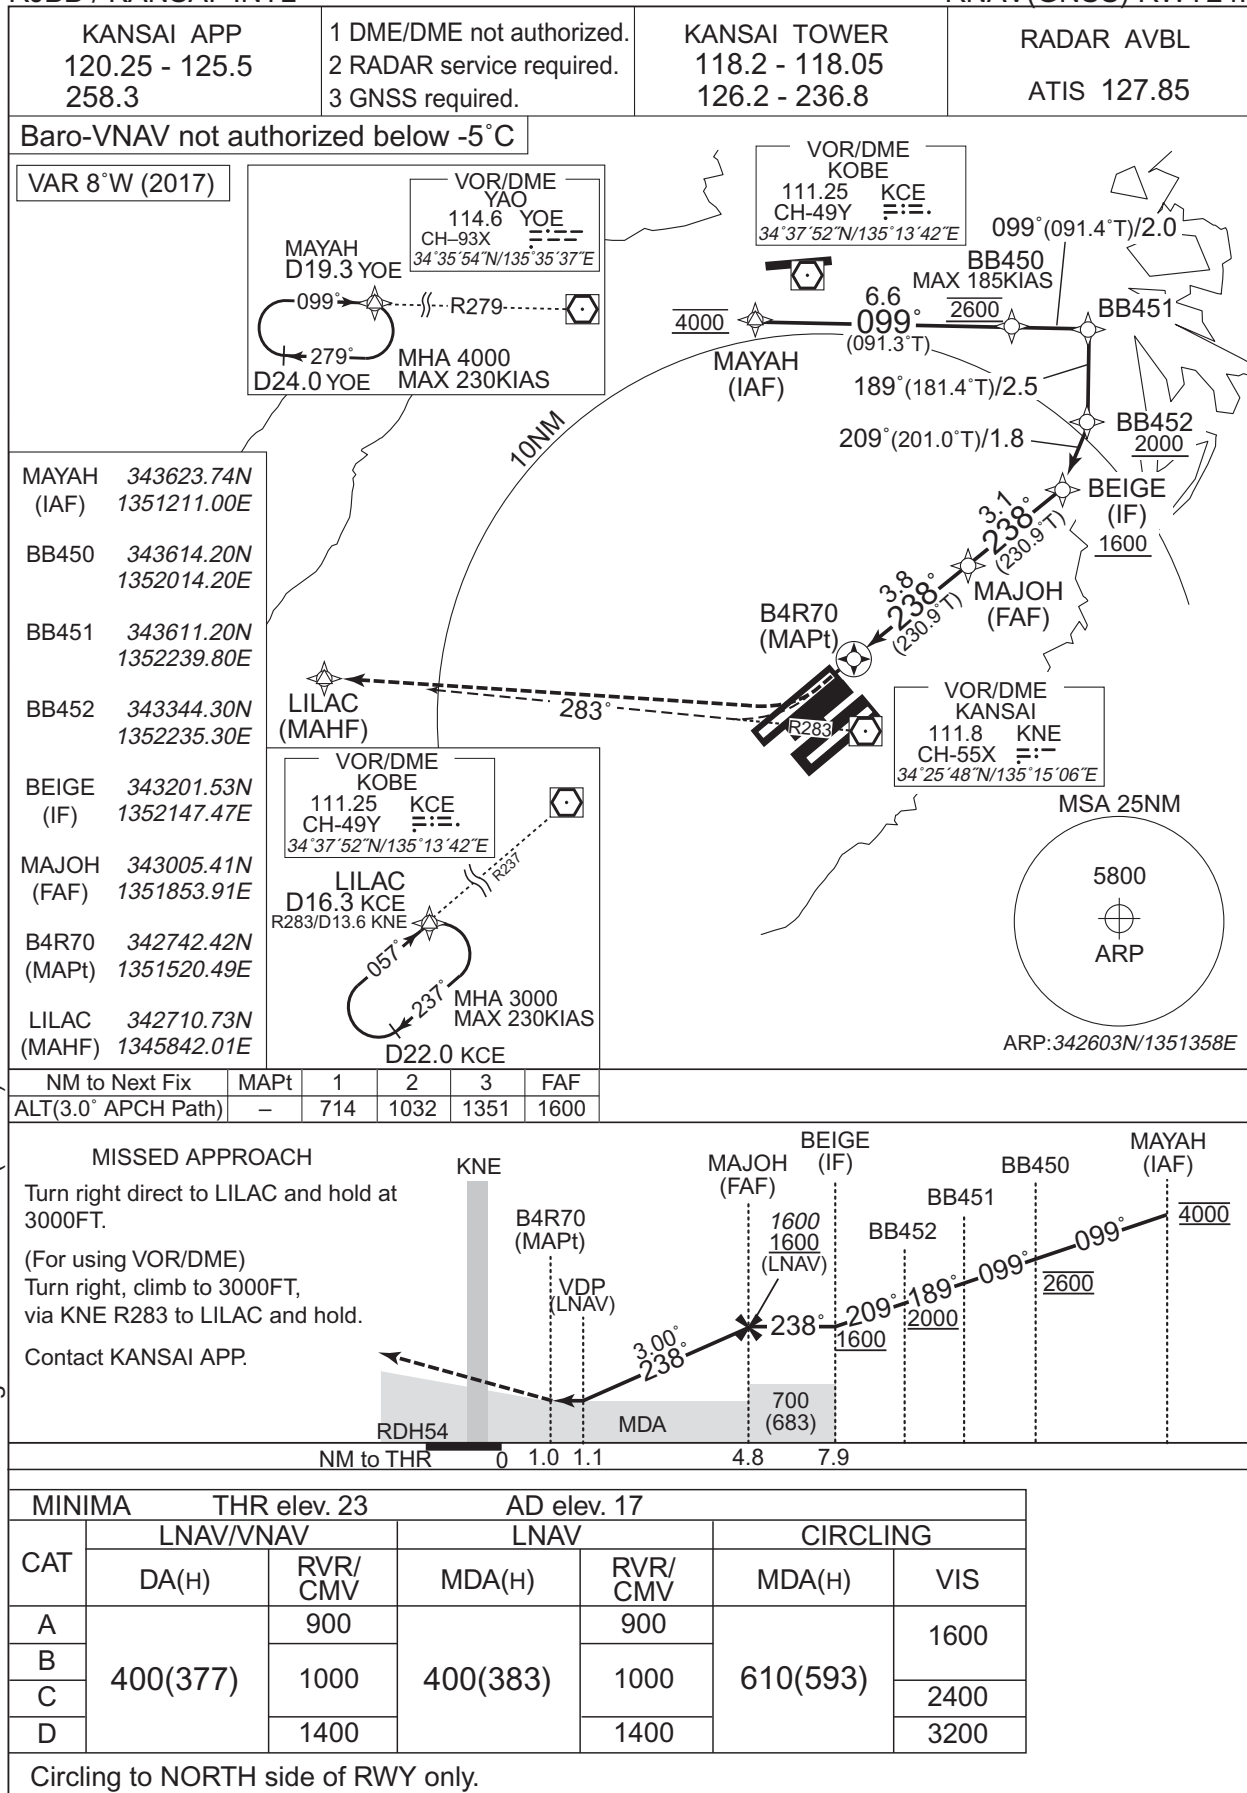 KANSAI APP
120.25 - 125.5
258.3
1 DME/DME not authorized.
2 RADAR service required.
3 GNSS required.
KANSAI TOWER
118.2 - 118.05
126.2 - 236.8
RADAR AVBL
ATIS 127.85
Baro-VNAV not authorized below -5˚C
VAR 8˚W (2017)
VOR/DME
YAO
114.6 YOE
CH–93X
34˚35´54˝N/135˚35´37˝E
MAYAH
D19.3 YOE
099˚
R279
279˚
D24.0 YOE
MHA 4000
MAX 230KIAS
VOR/DME
KOBE
111.25 KCE
CH-49Y
34˚37´52˝N/135˚13´42˝E
099˚(091.4˚T)/2.0
BB450
MAX 185KIAS
2600
BB451
4000
6.6
099˚
(091.3˚T)
MAYAH
(IAF)
189˚(181.4˚T)/2.5
BB452
2000
209˚(201.0˚T)/1.8
10NM
BEIGE
(IF)
1600
3.1
238˚
(230.9˚T)
MAJOH
(FAF)
3.8
238˚
(230.9˚T)
B4R70
(MAPt)
LILAC
(MAHF)
283˚
R283
VOR/DME
KANSAI
111.8 KNE
CH-55X
34˚25´48˝N/135˚15´06˝E
MAYAH 343623.74N
(IAF) 1351211.00E
BB450 343614.20N
1352014.20E
BB451 343611.20N
1352239.80E
BB452 343344.30N
1352235.30E
BEIGE 343201.53N
(IF) 1352147.47E
MAJOH 343005.41N
(FAF) 1351853.91E
B4R70 342742.42N
(MAPt) 1351520.49E
LILAC 342710.73N
(MAHF) 1345842.01E
VOR/DME
KOBE
111.25 KCE
CH-49Y
34˚37´52˝N/135˚13´42˝E
R237
LILAC
D16.3 KCE
R283/D13.6 KNE
057˚
237˚
MHA 3000
MAX 230KIAS
D22.0 KCE
MSA 25NM
5800
ARP
ARP:342603N/1351358E
NM to Next Fix MAPt 1 2 3 FAF
ALT(3.0˚ APCH Path) – 714 1032 1351 1600
MISSED APPROACH
Turn right direct to LILAC and hold at
3000FT.
(For using VOR/DME)
Turn right, climb to 3000FT,
via KNE R283 to LILAC and hold.
Contact KANSAI APP.
KNE
B4R70
(MAPt)
VDP
(LNAV)
MAJOH
(FAF)
BEIGE
(IF)
1600
1600
(LNAV)
BB452
BB451
BB450
MAYAH
(IAF)
4000
099˚
2600
099˚
189˚
2000
209˚
1600
238˚
3.00˚
238˚
700
(683)
MDA
RDH54
NM to THR 0 1.0 1.1 4.8 7.9
MINIMA THR elev. 23 AD elev. 17
CAT LNAV/VNAV LNAV CIRCLING
DA(H) RVR/CMV MDA(H) RVR/CMV MDA(H) VIS
A 900 900 1600
B 400(377) 1000 400(383) 1000 610(593)
C 2400
D 1400 1400 3200
Circling to NORTH side of RWY only.